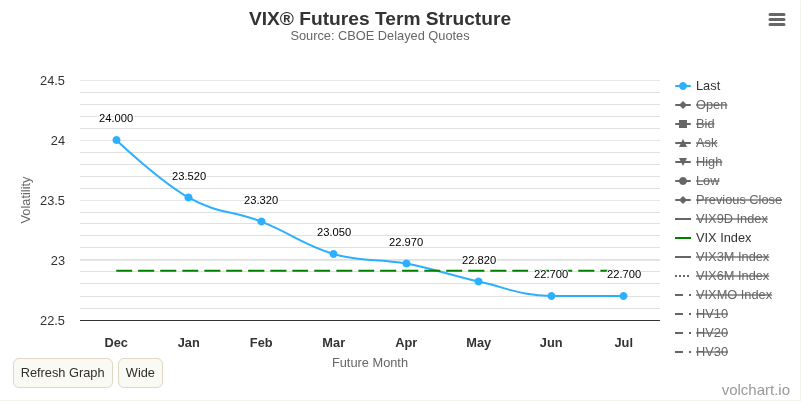 VIX® Futures Term Structure
Source: CBOE Delayed Quotes
24.5
24
23.5
23
22.5
Volatility
24.000
23.520
23.320
23.050
22.970
22.820
22.700
22.700
Dec
Jan
Feb
Mar
Apr
May
Jun
Jul
Future Month
Last
Open
Bid
Ask
High
Low
Previous Close
VIX9D Index
VIX Index
VIX3M Index
VIX6M Index
VIXMO Index
HV10
HV20
HV30
Refresh Graph
Wide
volchart.io